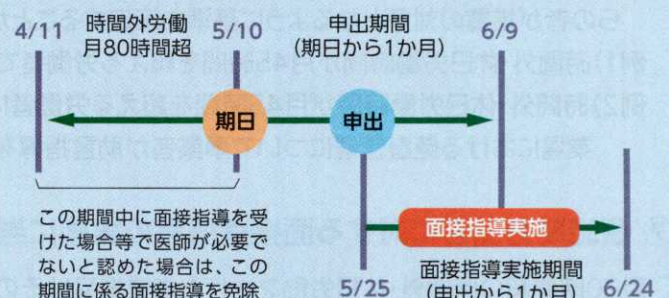 4/11
時間外労働
月80時間超
5/10
申出期間
(期日から1か月)
6/9
期日
申出
この期間中に面接指導を受
けた場合等で医師が必要で
ないと認めた場合は、この
期間に係る面接指導を免除
面接指導実施
5/25
面接指導実施期間
(申出から1か月)
6/24